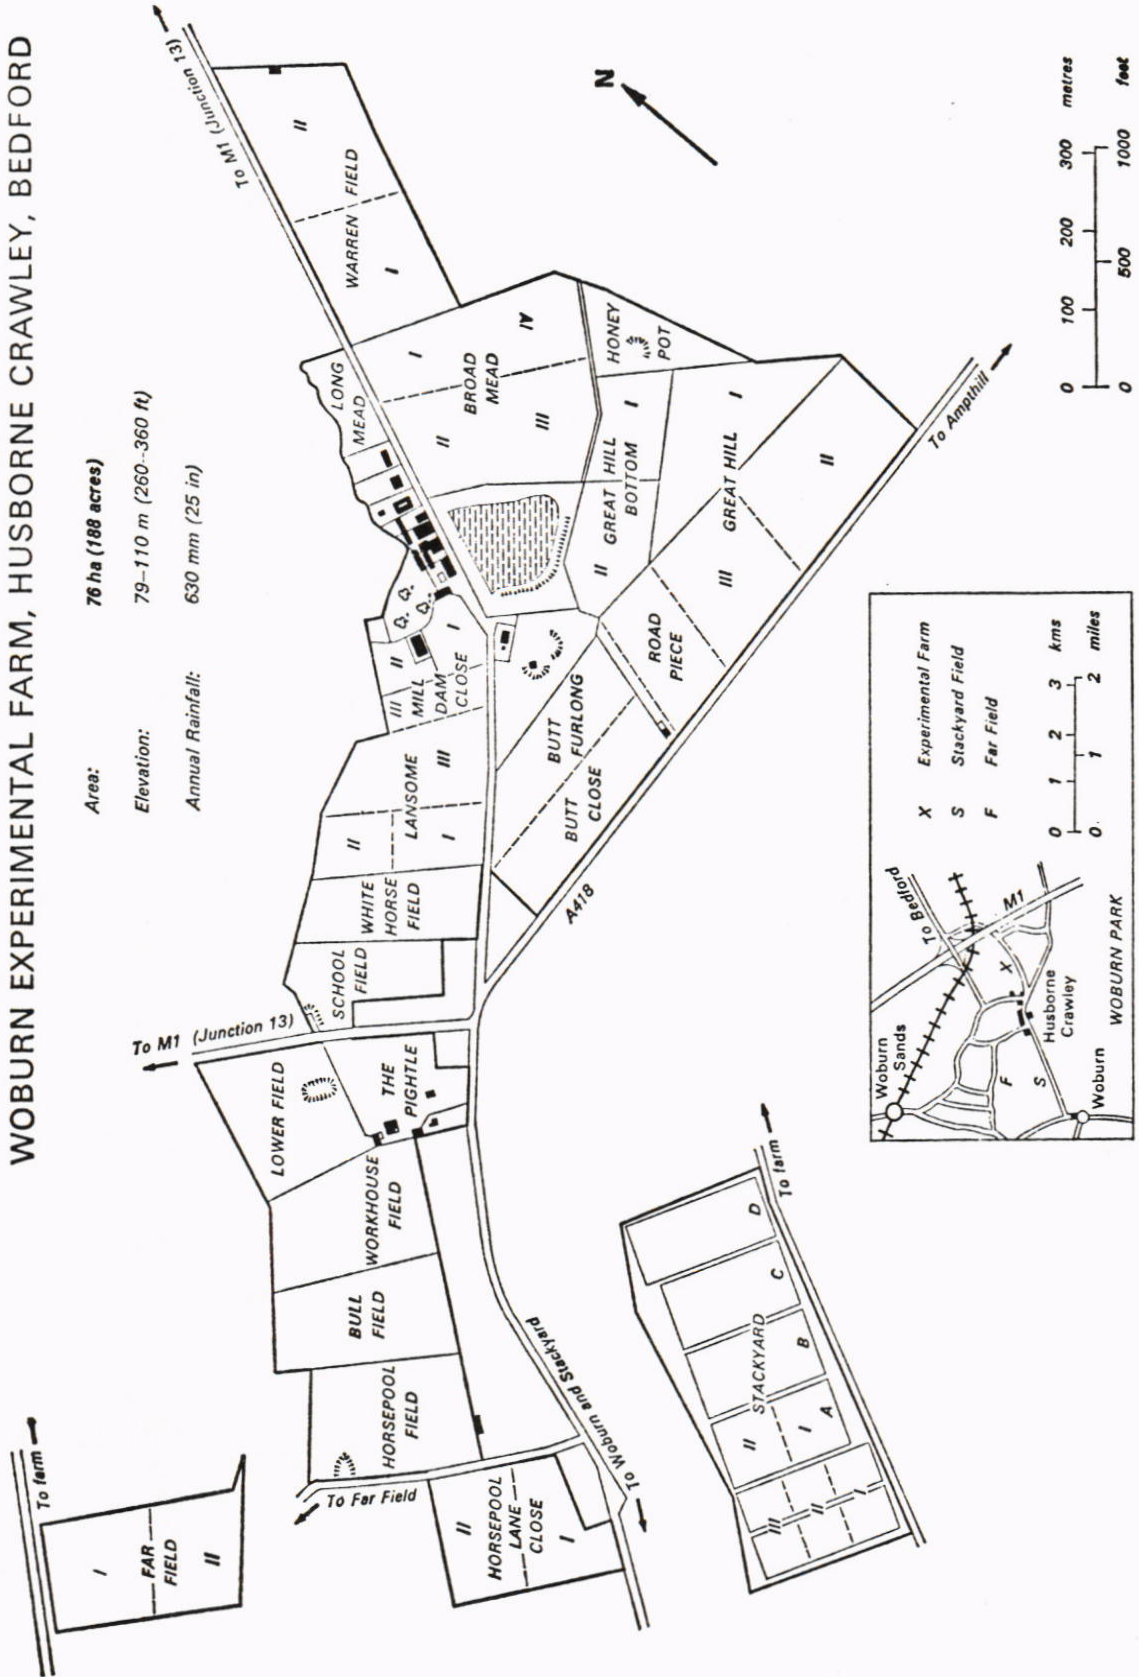 WOBURN EXPERIMENTAL FARM, HUSBORNE CRAWLEY, BEDFORD
Area: 76 ha (188 acres)
Elevation: 79–110 m (260–360 ft)
Annual Rainfall: 630 mm (25 in)
To farm
I
FAR
FIELD
II
To Far Field
HORSEPOOL
FIELD
II
HORSEPOOL
LANE
CLOSE
I
To Woburn and Stackyard
BULL
FIELD
WORKHOUSE
FIELD
LOWER FIELD
THE
PIGHTLE
To M1 (Junction 13)
SCHOOL
FIELD
WHITE
HORSE
FIELD
II
LANSOME
I
III
III
II
MILL
DAM
CLOSE
I
LONG
MEAD
To M1 (Junction 13)
WARREN FIELD
I
II
I
BROAD
MEAD
II
III
IV
HONEY
POT
I
GREAT HILL
BOTTOM
II
I
GREAT HILL
II
III
ROAD
PIECE
BUTT
FURLONG
BUTT
CLOSE
A418
To Ampthill
N
STACKYARD
D
C
B
A
II
I
III
II
I
To farm
Woburn
Sands
To Bedford
M1
X
F
S
Husborne
Crawley
Woburn
WOBURN PARK
X Experimental Farm
S Stackyard Field
F Far Field
0 1 2 3 kms
0 1 2 miles
0 100 200 300 metres
0 500 1000 feet